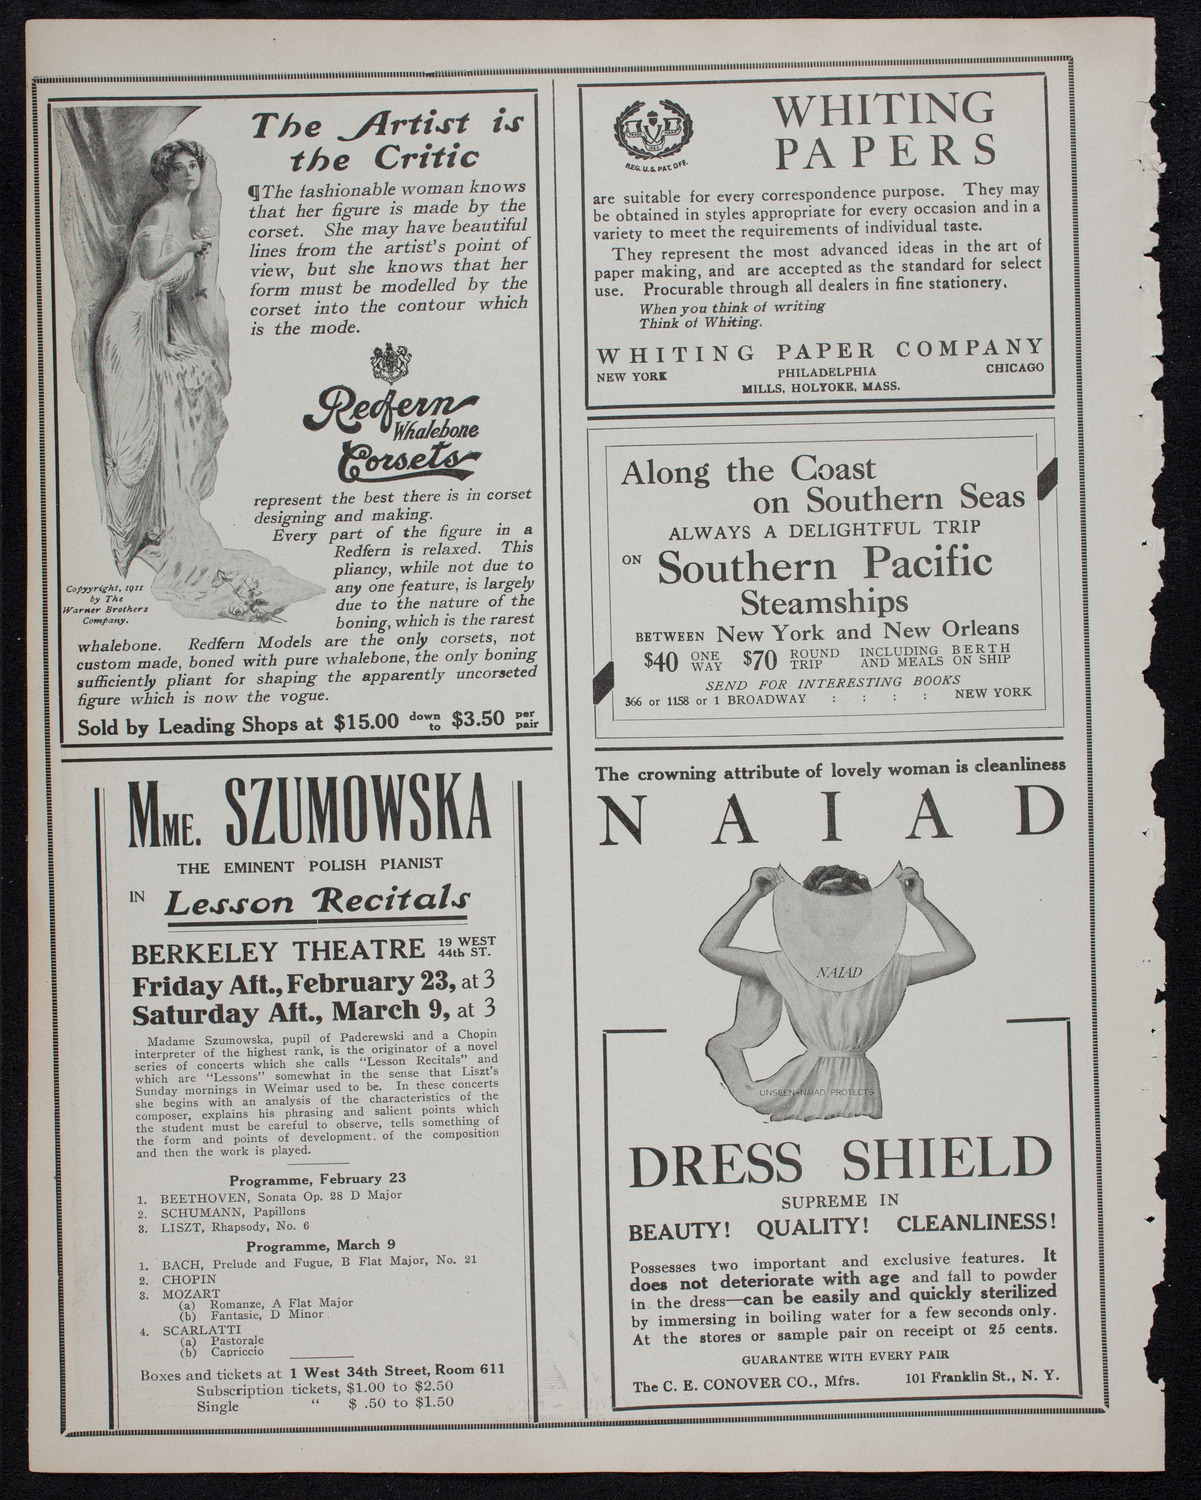 The Artist is
the Critic
¶The fashionable woman knows
that her figure is made by the
corset. She may have beautiful
lines from the artist's point of
view, but she knows that her
form must be modelled by the
corset into the contour which
is the mode.
Redfern
Whalebone
Corsets
represent the best there is in corset
designing and making.
Every part of the figure in a
Redfern is relaxed. This
pliancy, while not due to
any one feature, is largely
due to the nature of the
boning, which is the rarest
Copyright, 1911
by The
Warner Brothers
Company.
whalebone. Redfern Models are the only corsets, not
custom made, boned with pure whalebone, the only boning
sufficiently pliant for shaping the apparently uncorseted
figure which is now the vogue.
Sold by Leading Shops at $15.00 down to $3.50 per pair
MME. SZUMOWSKA
THE EMINENT POLISH PIANIST
IN Lesson Recitals
BERKELEY THEATRE 19 WEST 44th ST.
Friday Aft., February 23, at 3
Saturday Aft., March 9, at 3
Madame Szumowska, pupil of Paderewski and a Chopin
interpreter of the highest rank, is the originator of a novel
series of concerts which she calls "Lesson Recitals" and
which are "Lessons" somewhat in the sense that Liszt's
Sunday mornings in Weimar used to be. In these concerts
she begins with an analysis of the characteristics of the
composer, explains his phrasing and salient points which
the student must be careful to observe, tells something of
the form and points of development. of the composition
and then the work is played.
Programme, February 23
1. BEETHOVEN, Sonata Op. 28 D Major
2. SCHUMANN, Papillons
3. LISZT, Rhapsody, No. 6
Programme, March 9
1. BACH, Prelude and Fugue, B Flat Major, No. 21
2. CHOPIN
3. MOZART
(a) Romanze, A Flat Major
(b) Fantasie, D Minor
4. SCARLATTI
(a) Pastorale
(b) Capriccio
Boxes and tickets at 1 West 34th Street, Room 611
Subscription tickets, $1.00 to $2.50
Single " $ .50 to $1.50
REG. U.S. PAT. OFF.
WHITING
PAPERS
are suitable for every correspondence purpose. They may
be obtained in styles appropriate for every occasion and in a
variety to meet the requirements of individual taste.
They represent the most advanced ideas in the art of
paper making, and are accepted as the standard for select
use. Procurable through all dealers in fine stationery,
When you think of writing
Think of Whiting.
WHITING PAPER COMPANY
NEW YORK PHILADELPHIA CHICAGO
MILLS, HOLYOKE, MASS.
Along the Coast
on Southern Seas
ALWAYS A DELIGHTFUL TRIP
ON Southern Pacific
Steamships
BETWEEN New York and New Orleans
$40 ONE WAY $70 ROUND TRIP INCLUDING BERTH AND MEALS ON SHIP
SEND FOR INTERESTING BOOKS
366 or 1158 or 1 BROADWAY : : : : NEW YORK
The crowning attribute of lovely woman is cleanliness
NAIAD
NAIAD
UNSEEN-NAIAD PROTECTS
DRESS SHIELD
SUPREME IN
BEAUTY! QUALITY! CLEANLINESS!
Possesses two important and exclusive features. It
does not deteriorate with age and fall to powder
in the dress—can be easily and quickly sterilized
by immersing in boiling water for a few seconds only.
At the stores or sample pair on receipt of 25 cents.
GUARANTEE WITH EVERY PAIR
The C. E. CONOVER CO., Mfrs. 101 Franklin St., N. Y.